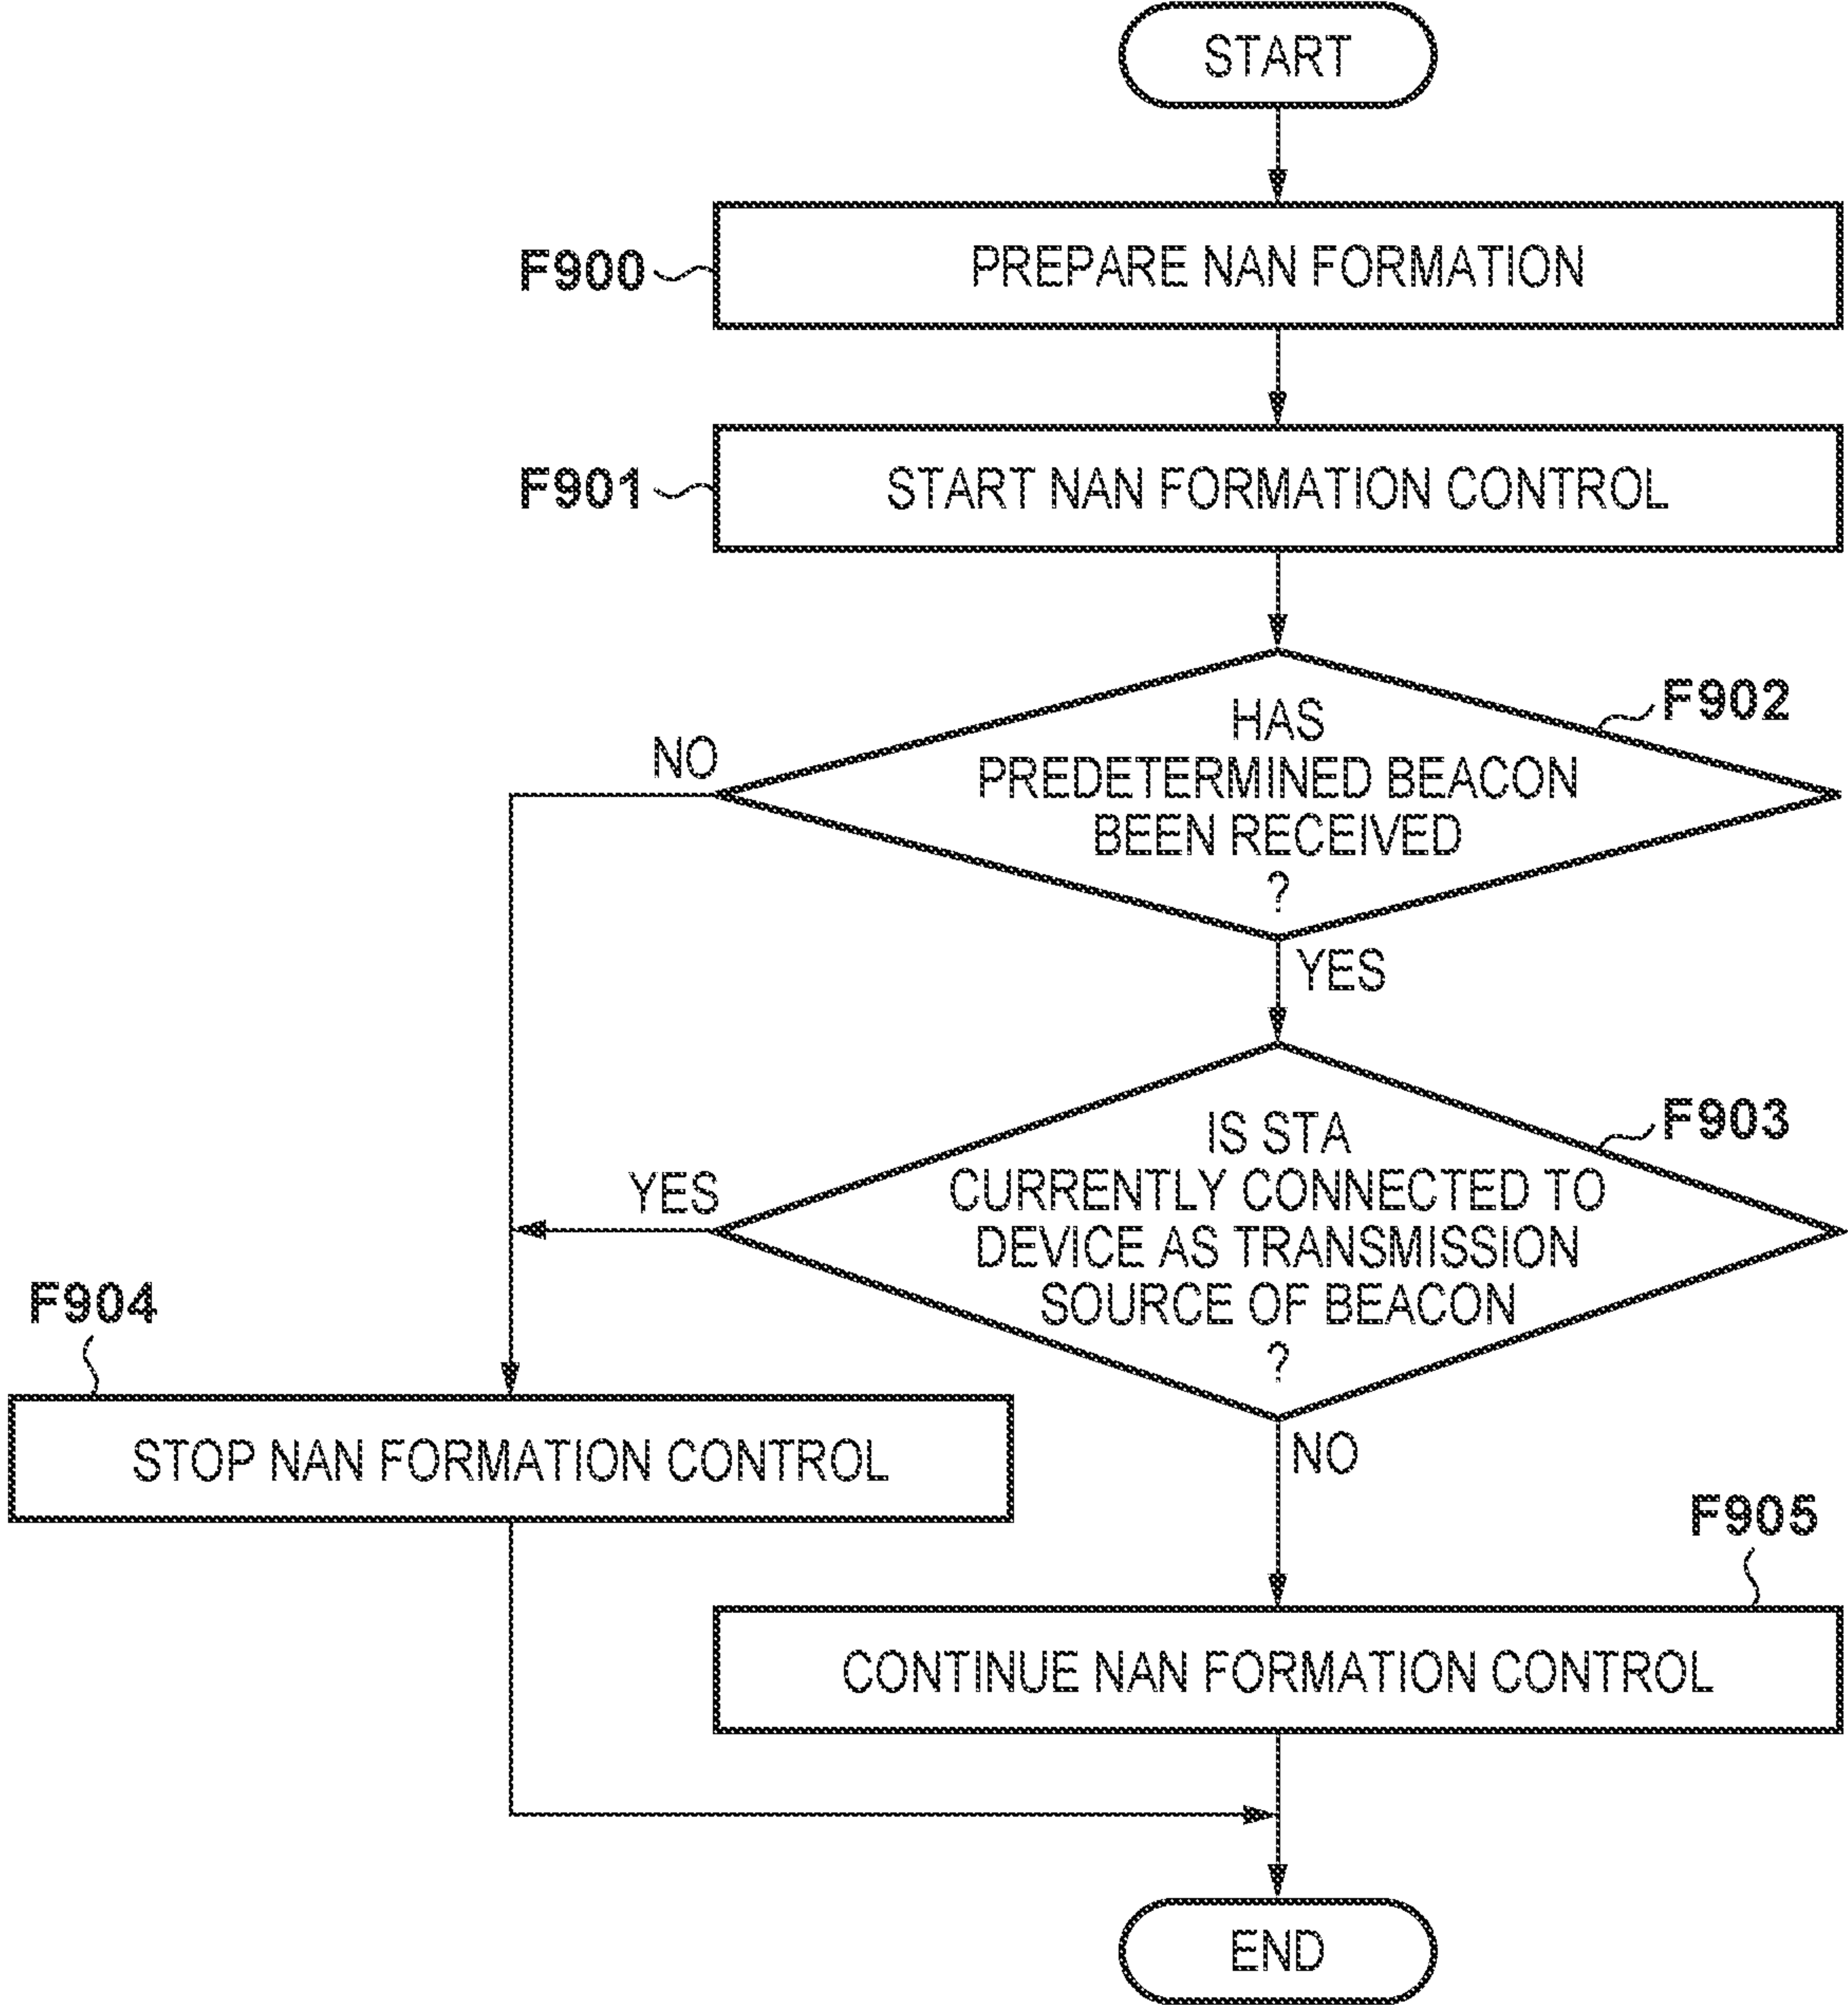 START
F900
PREPARE NAN FORMATION
F901
START NAN FORMATION CONTROL
F902
HAS
PREDETERMINED BEACON
BEEN RECEIVED
?
NO
YES
F903
IS STA
CURRENTLY CONNECTED TO
DEVICE AS TRANSMISSION
SOURCE OF BEACON
?
YES
NO
F904
STOP NAN FORMATION CONTROL
F905
CONTINUE NAN FORMATION CONTROL
END